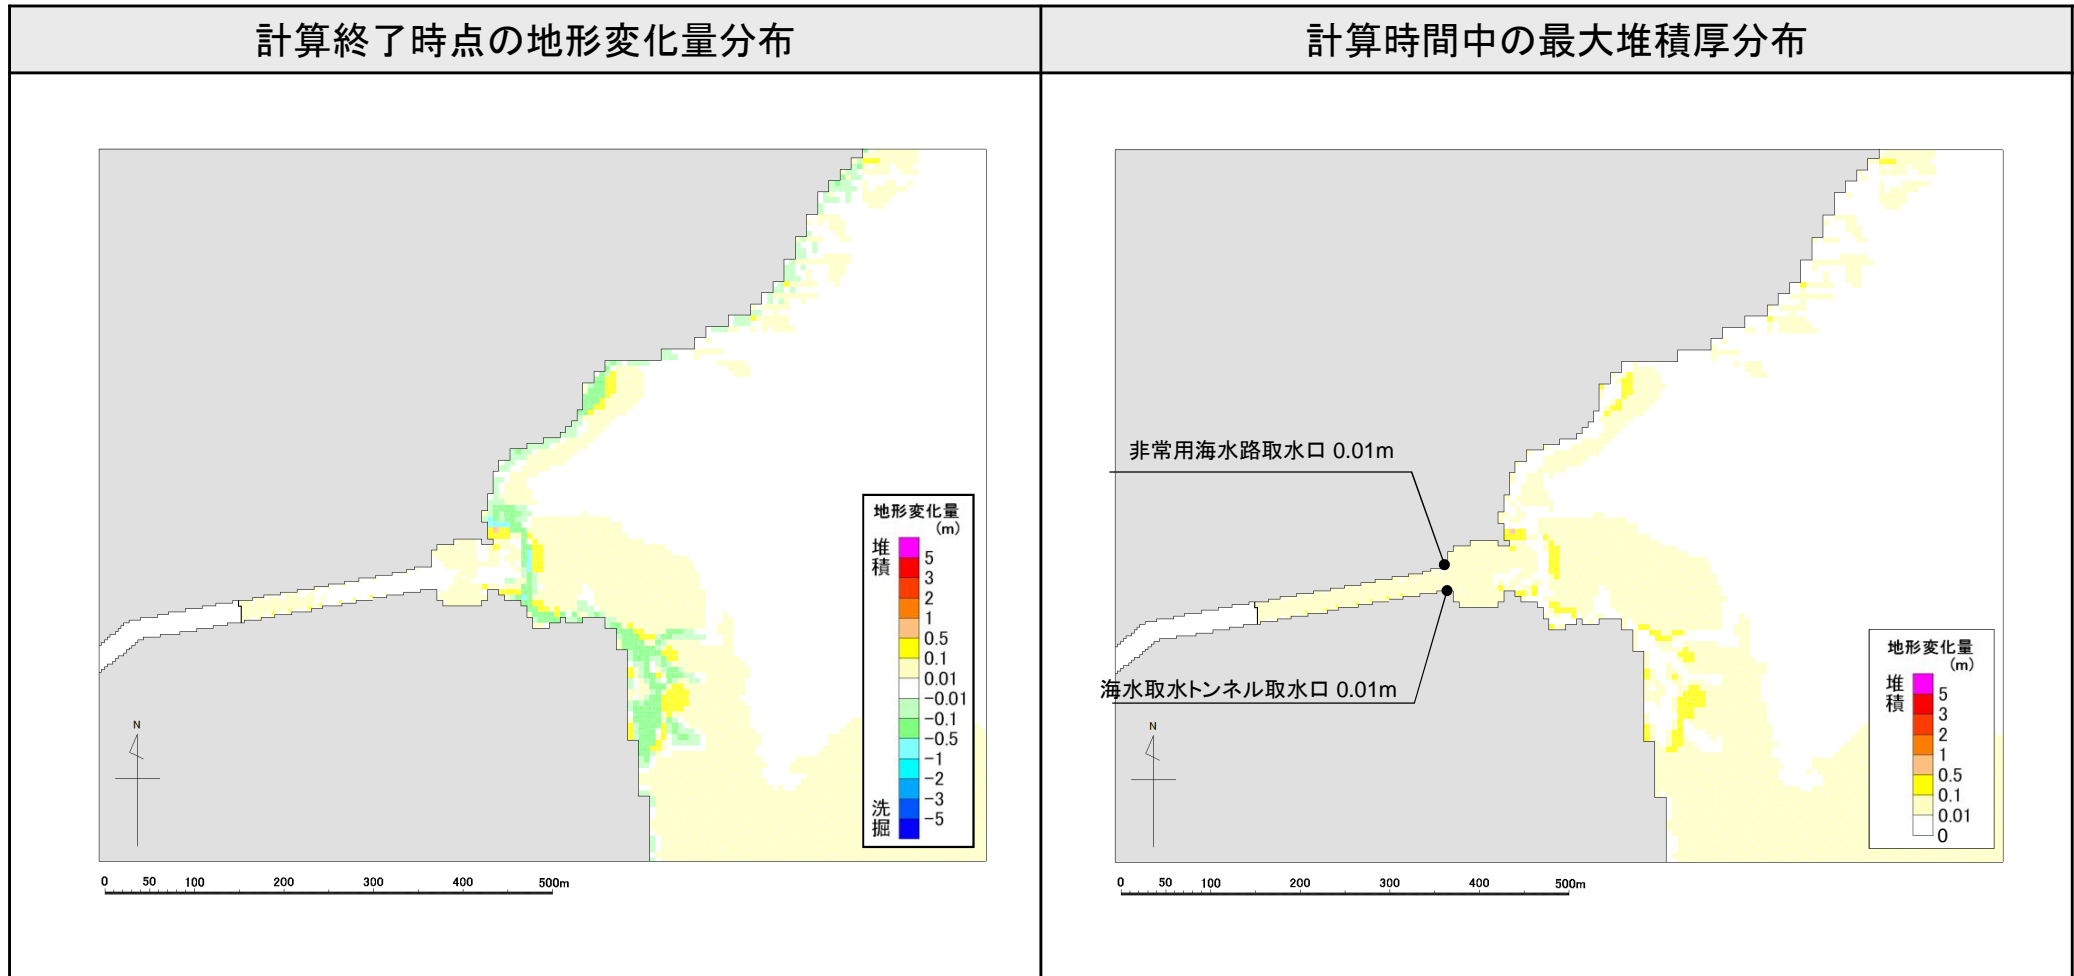 計算終了時点の地形変化量分布
計算時間中の最大堆積厚分布
地形変化量
(m)
堆積
5
3
2
1
0.5
0.1
0.01
-0.01
-0.1
-0.5
-1
-2
-3
-5
洗掘
N
0 50 100 200 300 400 500m
非常用海水路取水口 0.01m
海水取水トンネル取水口 0.01m
地形変化量
(m)
堆積
5
3
2
1
0.5
0.1
0.01
0
N
0 50 100 200 300 400 500m